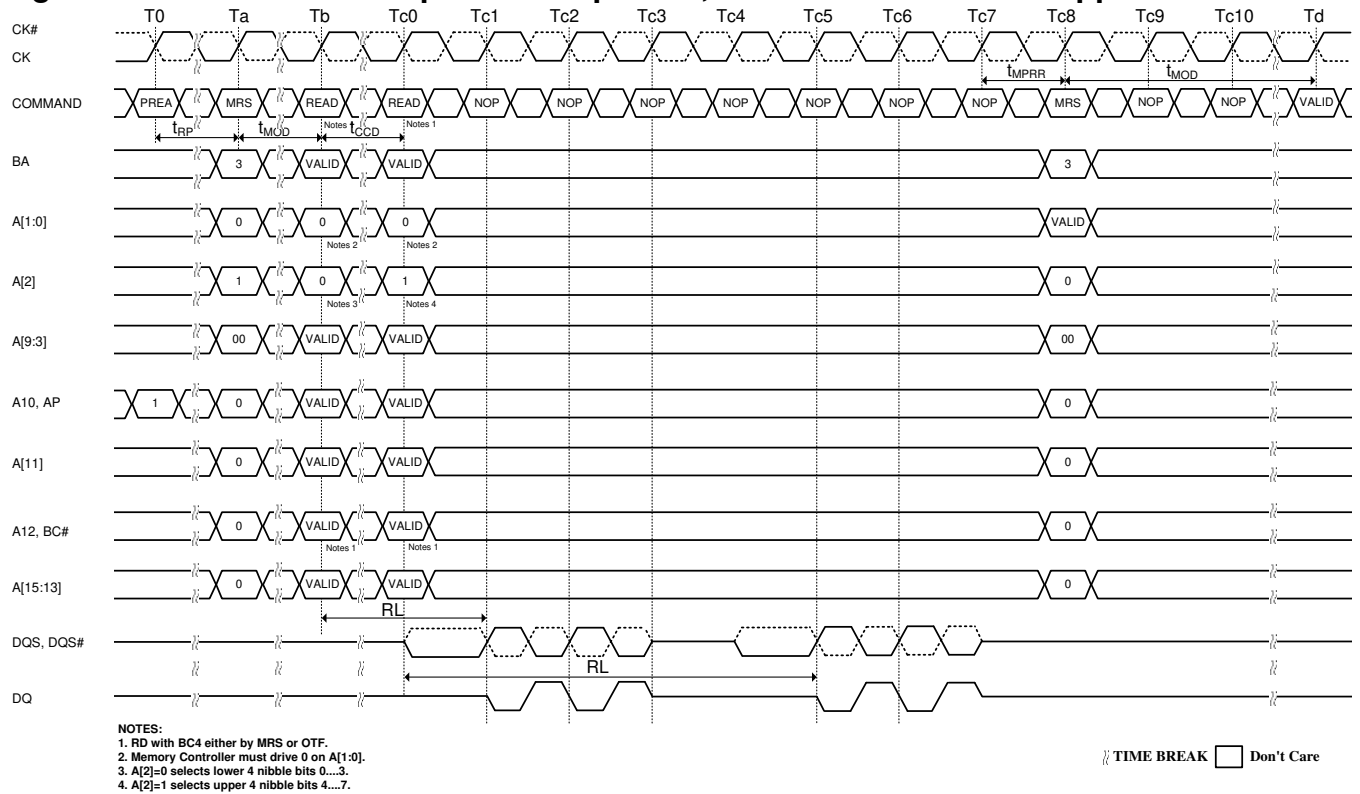 T0 Ta Tb Tc0 Tc1 Tc2 Tc3 Tc4 Tc5 Tc6 Tc7 Tc8 Tc9 Tc10 Td
CK#
CK
tMPRR tMOD
COMMAND PREA MRS READ READ NOP NOP NOP NOP NOP NOP NOP MRS NOP NOP VALID
Notes Notes 1
tRP tMOD tCCD
BA 3 VALID VALID 3
A[1:0] 0 0 0 VALID
Notes 2 Notes 2
A[2] 1 0 1 0
Notes 3 Notes 4
A[9:3] 00 VALID VALID 00
A10, AP 1 0 VALID VALID 0
A[11] 0 VALID VALID 0
A12, BC# 0 VALID VALID 0
Notes 1 Notes 1
A[15:13] 0 VALID VALID 0
RL
DQS, DQS#
RL
DQ
NOTES:
1. RD with BC4 either by MRS or OTF.
2. Memory Controller must drive 0 on A[1:0].
3. A[2]=0 selects lower 4 nibble bits 0....3.
4. A[2]=1 selects upper 4 nibble bits 4....7.
TIME BREAK Don't Care